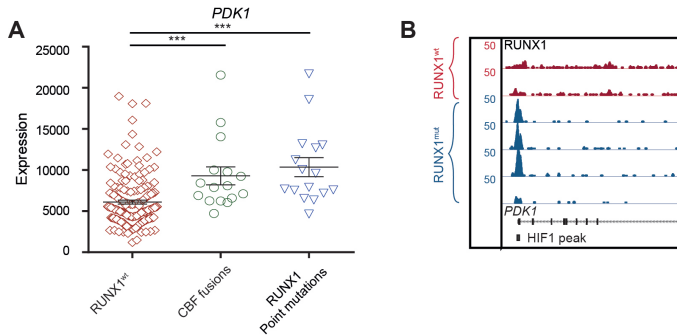 A
PDK1
***
***
Expression
25000
20000
15000
10000
5000
0
RUNX1wt
CBF fusions
RUNX1
Point mutations
B
RUNX1wt
RUNX1mut
50
50
50
50
50
50
RUNX1
PDK1
HIF1 peak